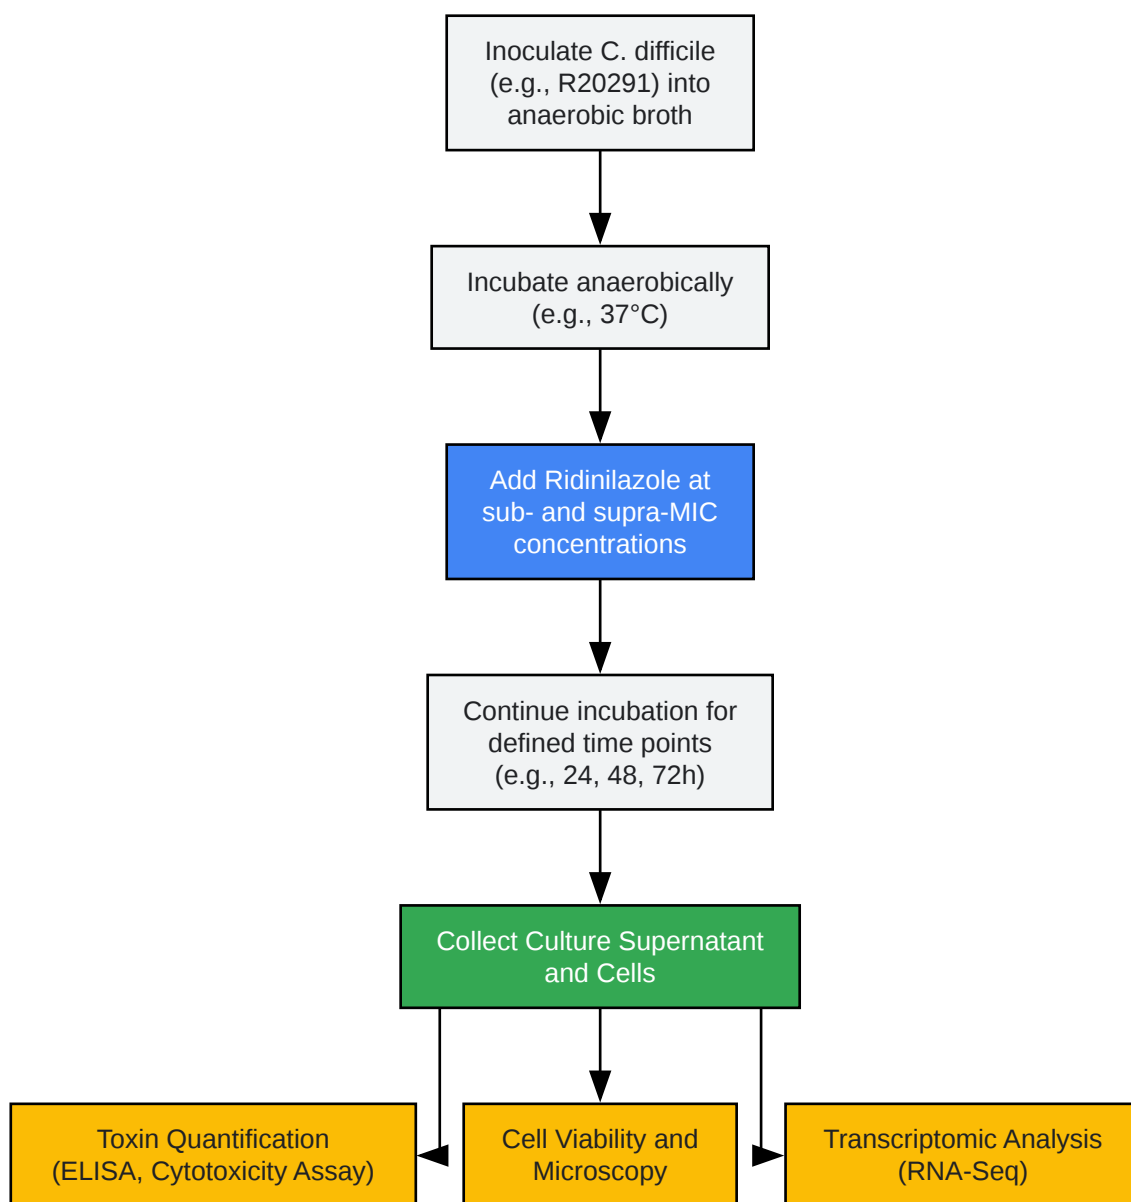 Inoculate C. difficile
(e.g., R20291) into
anaerobic broth
Incubate anaerobically
(e.g., 37°C)
Add Ridinilazole at
sub- and supra-MIC
concentrations
Continue incubation for
defined time points
(e.g., 24, 48, 72h)
Collect Culture Supernatant
and Cells
Toxin Quantification
(ELISA, Cytotoxicity Assay)
Cell Viability and
Microscopy
Transcriptomic Analysis
(RNA-Seq)